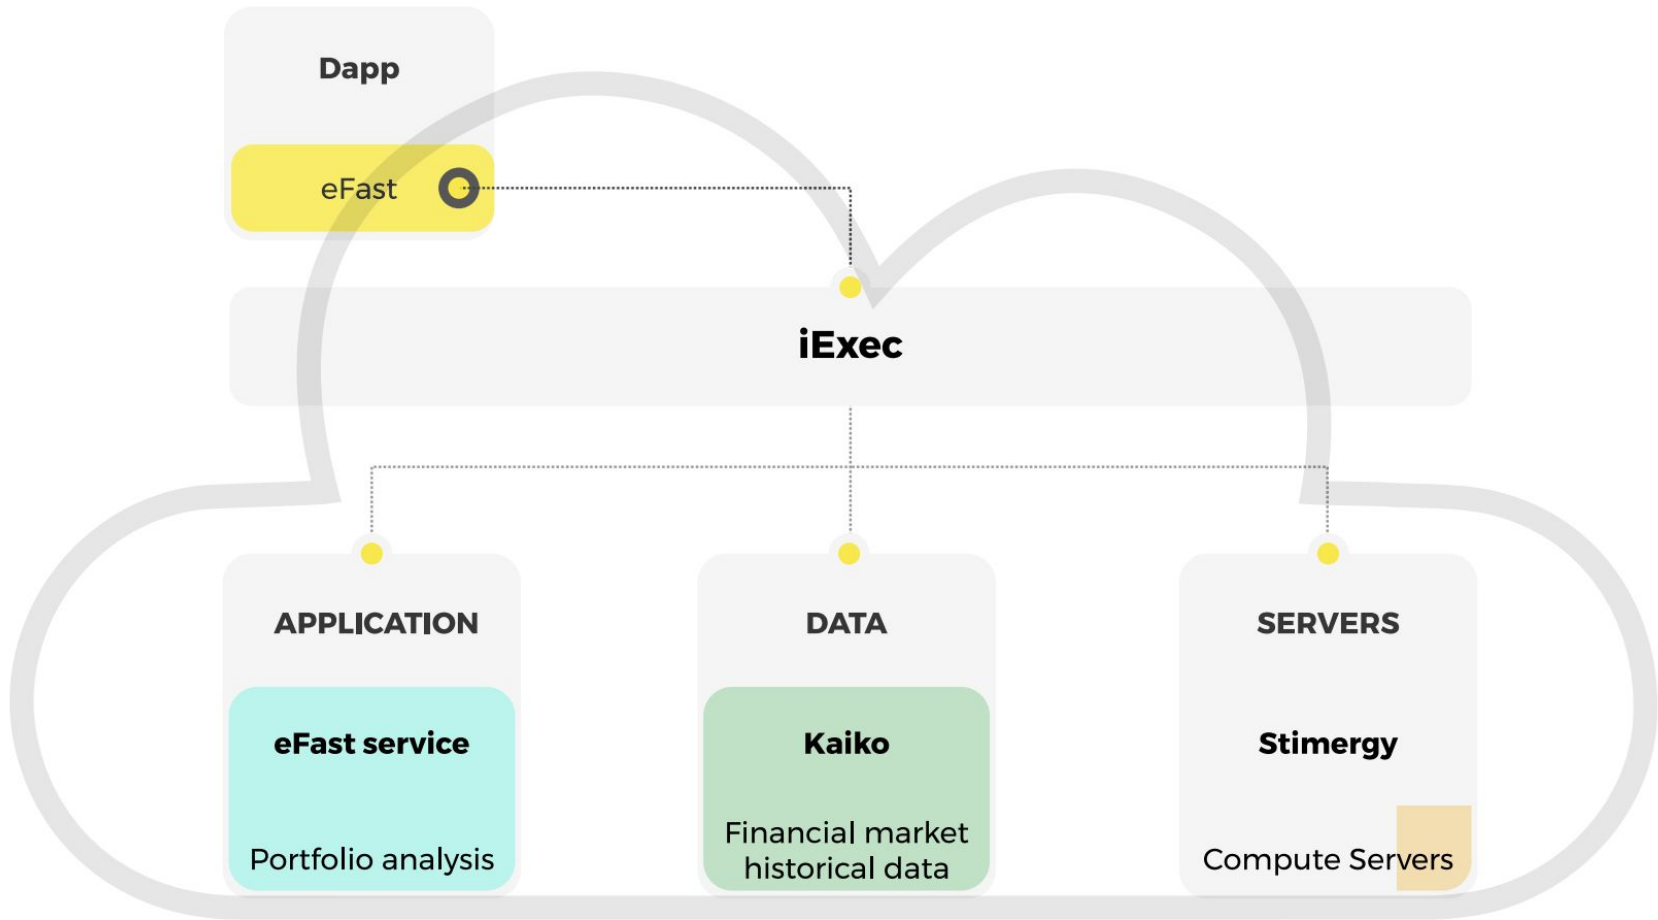 Dapp
eFast
iExec
APPLICATION
DATA
SERVERS
eFast service
Kaiko
Stimergy
Portfolio analysis
Financial market
historical data
Compute Servers